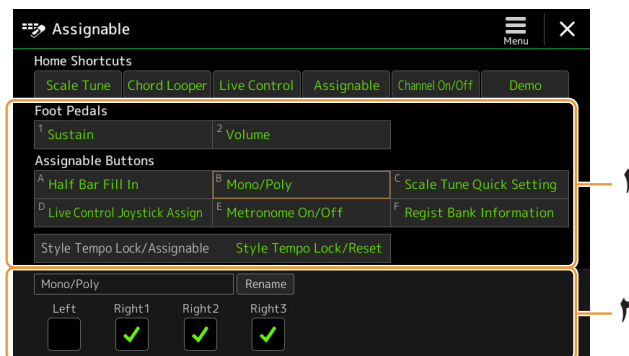 Assignable
Menu
Home Shortcuts
Scale Tune Chord Looper Live Control Assignable Channel On/Off Demo
Foot Pedals
1 Sustain 2 Volume
Assignable Buttons
A Half Bar Fill In B Mono/Poly C Scale Tune Quick Setting
D Live Control Joystick Assign E Metronome On/Off F Regist Bank Information
Style Tempo Lock/Assignable Style Tempo Lock/Reset
Mono/Poly Rename
Left Right1 Right2 Right3